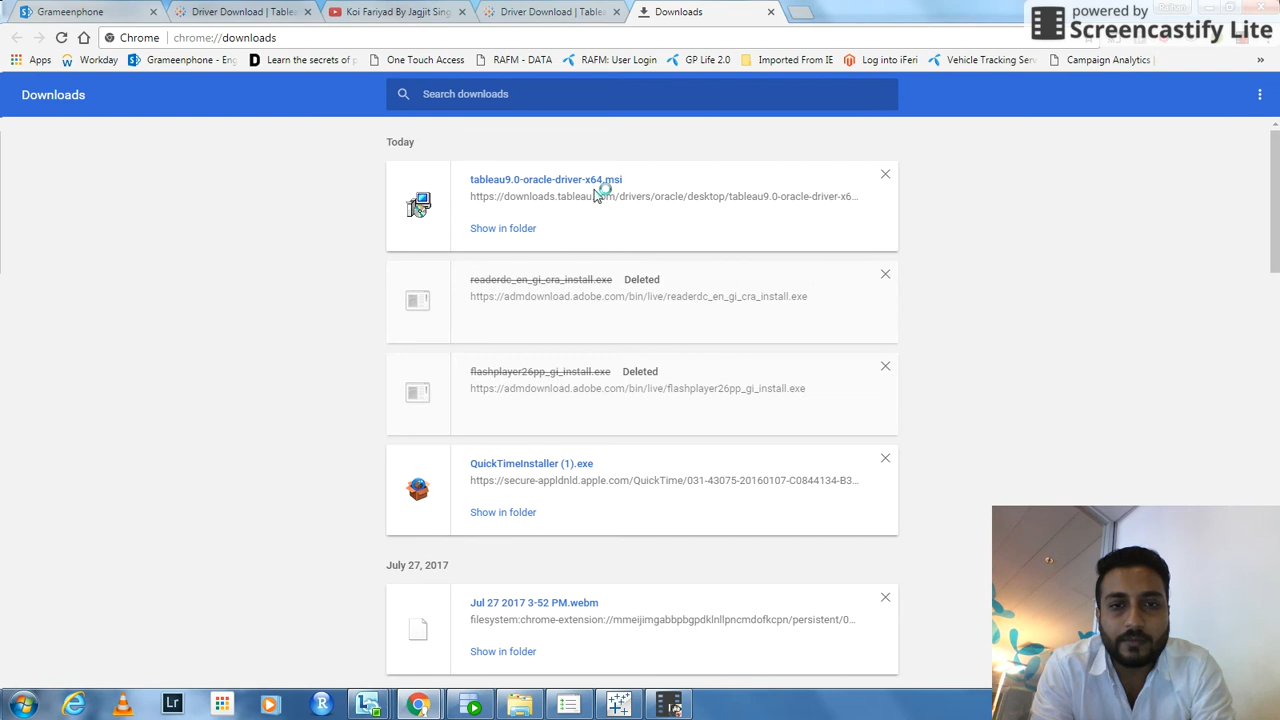 Grameenphone
Driver Download | Tablea
Koi Fariyad By Jagjit Sing
Driver Download | Tablea
Downloads
powered by
Screencastify Lite
Chrome
chrome://downloads
Apps
Workday
Grameenphone - Eng
Learn the secrets of p
One Touch Access
RAFM - DATA
RAFM: User Login
GP Lite 2.0
Imported From IE
Log into iFeri
Vehicle Tracking Serv
Campaign Analytics |
»
Downloads
Search downloads
Today
tableau9.0-oracle-driver-x64.msi
https://downloads.tableau.com/drivers/oracle/desktop/tableau9.0-oracle-driver-x6...
Show in folder
readerdc_en_gi_cra_install.exe Deleted
https://admdownload.adobe.com/bin/live/readerdc_en_gi_cra_install.exe
flashplayer26pp_gi_install.exe Deleted
https://admdownload.adobe.com/bin/live/flashplayer26pp_gi_install.exe
QuickTimeInstaller (1).exe
https://secure-appldnld.apple.com/QuickTime/031-43075-20160107-C0844134-B3...
Show in folder
July 27, 2017
Jul 27 2017 3-52 PM.webm
filesystem:chrome-extension://mmeijimgabbpbgpdklnllpncmdofkcpn/persistent/0...
Show in folder
Lr
R